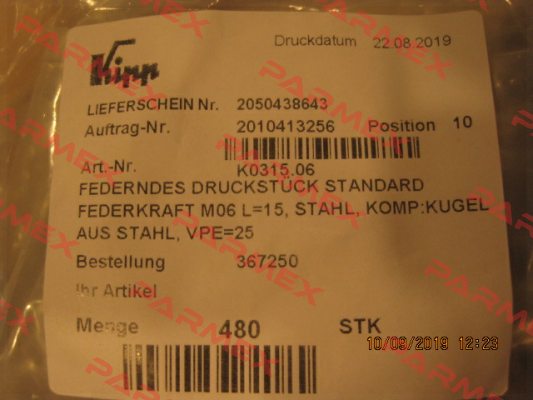 Kipp
Druckdatum 22.08.2019
LIEFERSCHEIN Nr. 2050438643
Auftrag-Nr. 2010413256 Position 10
Art.-Nr. K0315.06
FEDERNDES DRUCKSTÜCK STANDARD
FEDERKRAFT M06 L=15, STAHL, KOMP:KUGEL
AUS STAHL, VPE=25
Bestellung 367250
Ihr Artikel
Menge 480 STK
10/09/2019 12:23
PARMEX